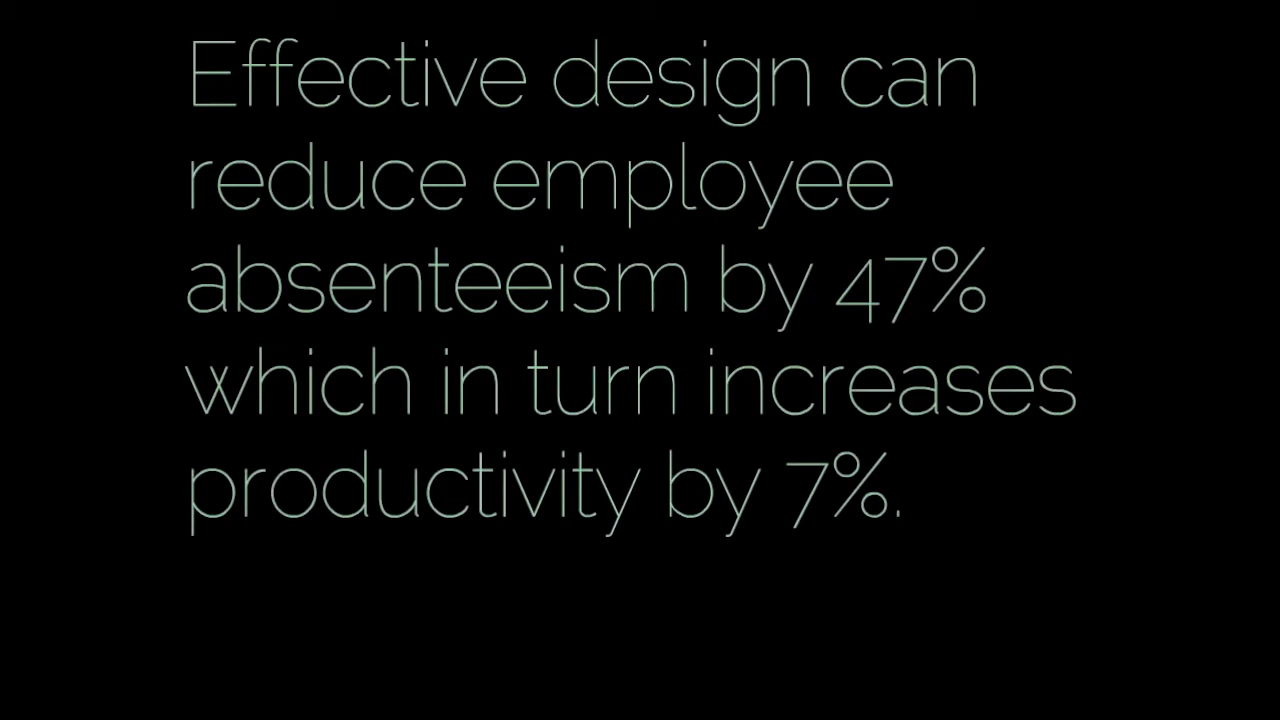 Effective design can
reduce employee
absenteeism by 47%
which in turn increases
productivity by 7%.